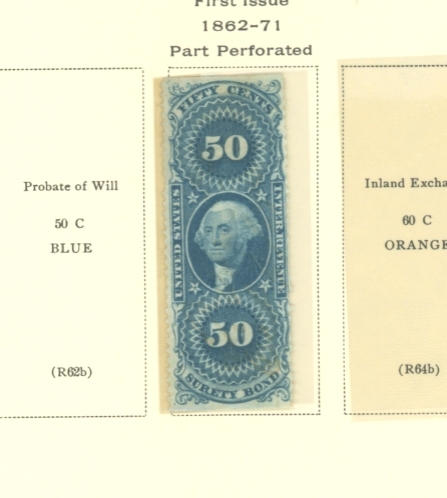 First Issue
1862-71
Part Perforated
Probate of Will
50 C
BLUE
(R62b)
FIFTY CENTS
50
UNITED STATES
INTER. REVENUE
50
SURETY BOND
Inland Excha
60 C
ORANGE
(R64b)